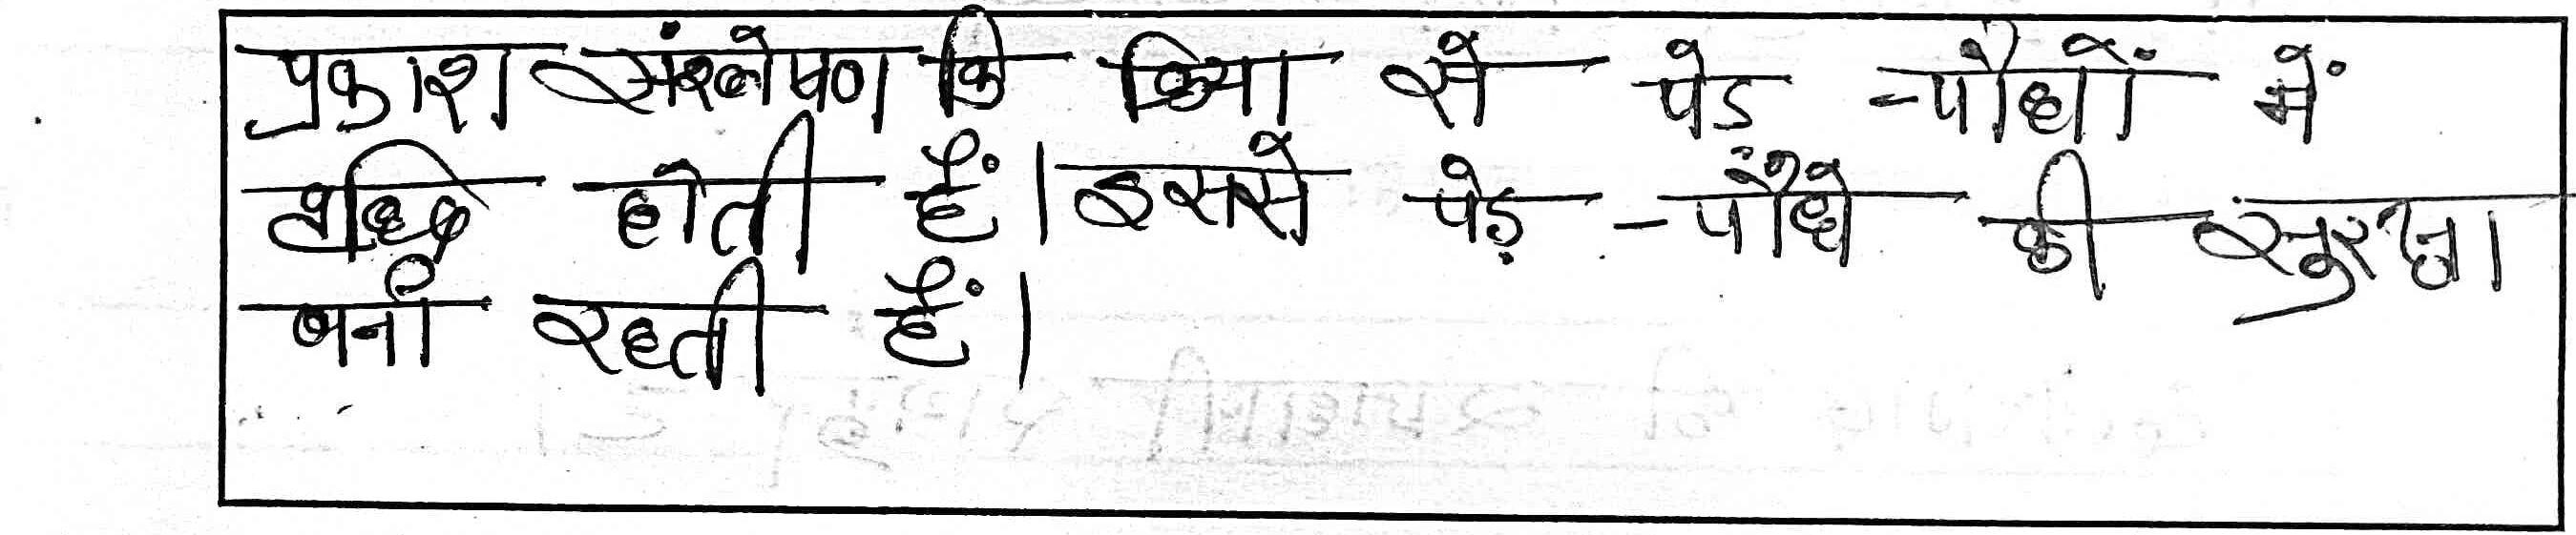 प्रकाश संश्लेषण कि क्रिया से पेड -पौधों में
वृध्दि होती हैं। इससे पेड़ -पौधे की सुरक्षा
बनी रहती हैं।